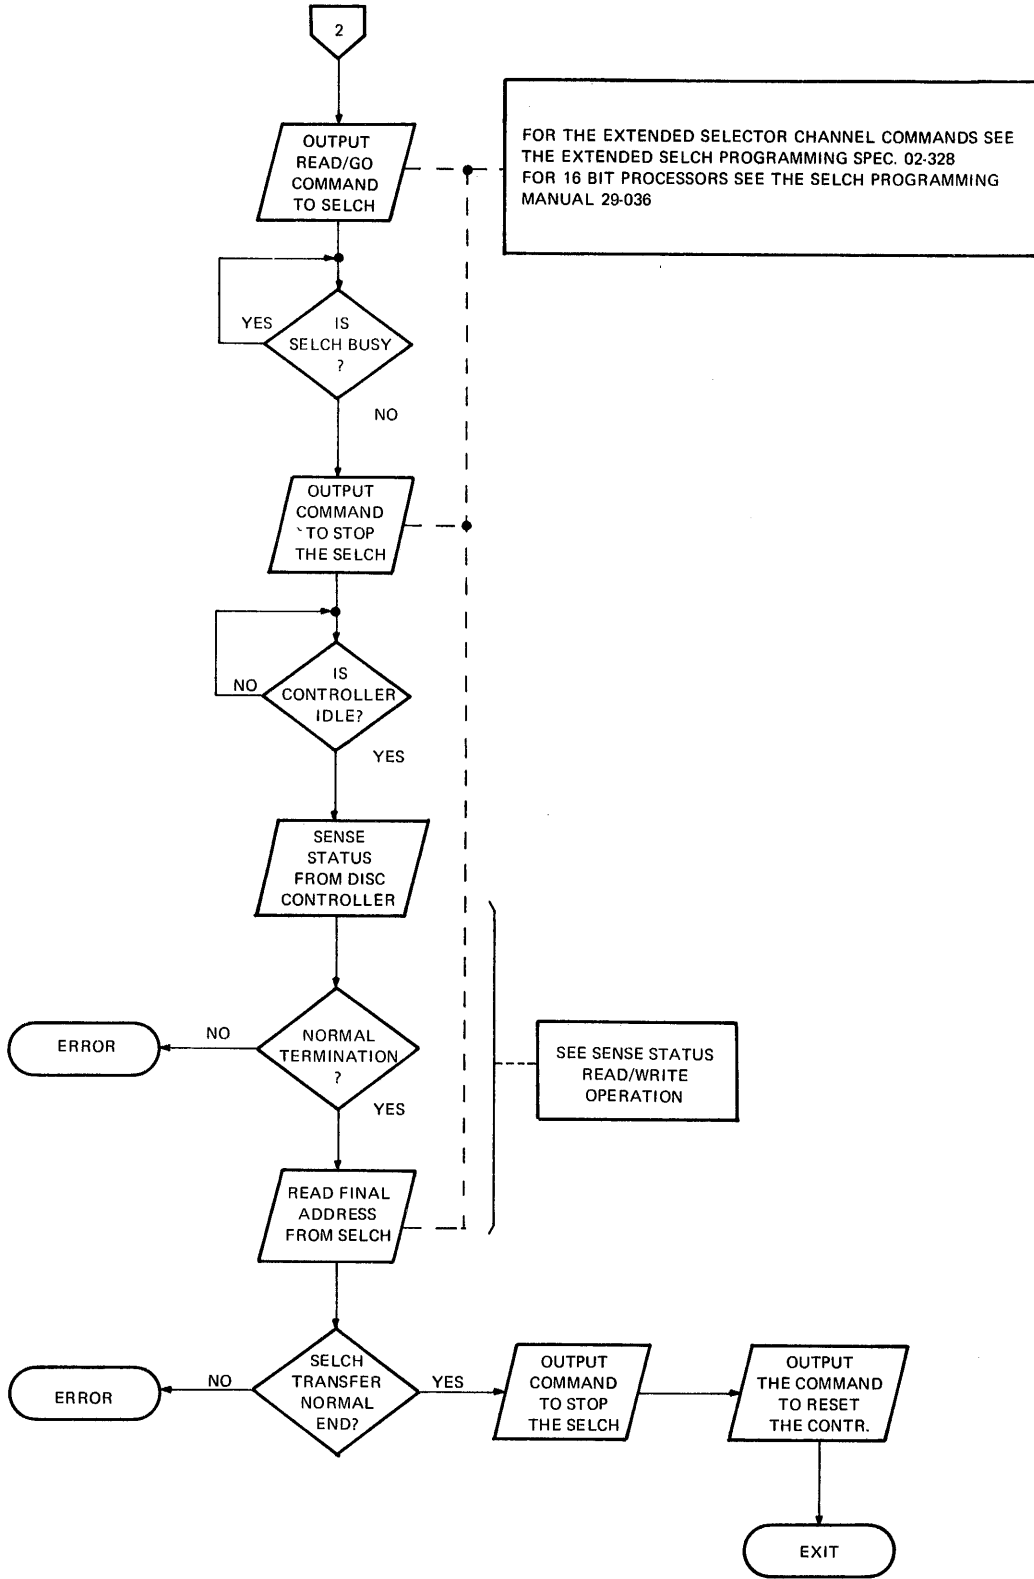 2
OUTPUT
READ/GO
COMMAND
TO SELCH
FOR THE EXTENDED SELECTOR CHANNEL COMMANDS SEE
THE EXTENDED SELCH PROGRAMMING SPEC. 02-328
FOR 16 BIT PROCESSORS SEE THE SELCH PROGRAMMING
MANUAL 29-036
YES
IS
SELCH BUSY
?
NO
OUTPUT
COMMAND
TO STOP
THE SELCH
NO
IS
CONTROLLER
IDLE?
YES
SENSE
STATUS
FROM DISC
CONTROLLER
ERROR
NO
NORMAL
TERMINATION
?
YES
SEE SENSE STATUS
READ/WRITE
OPERATION
READ FINAL
ADDRESS
FROM SELCH
ERROR
NO
SELCH
TRANSFER
NORMAL
END?
YES
OUTPUT
COMMAND
TO STOP
THE SELCH
OUTPUT
THE COMMAND
TO RESET
THE CONTR.
EXIT